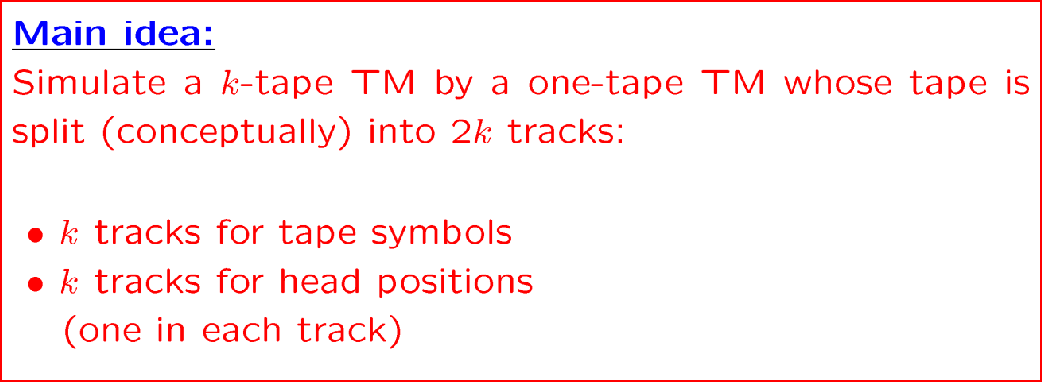 Main idea:
Simulate a k-tape TM by a one-tape TM whose tape is
split (conceptually) into 2k tracks:
• k tracks for tape symbols
• k tracks for head positions
(one in each track)